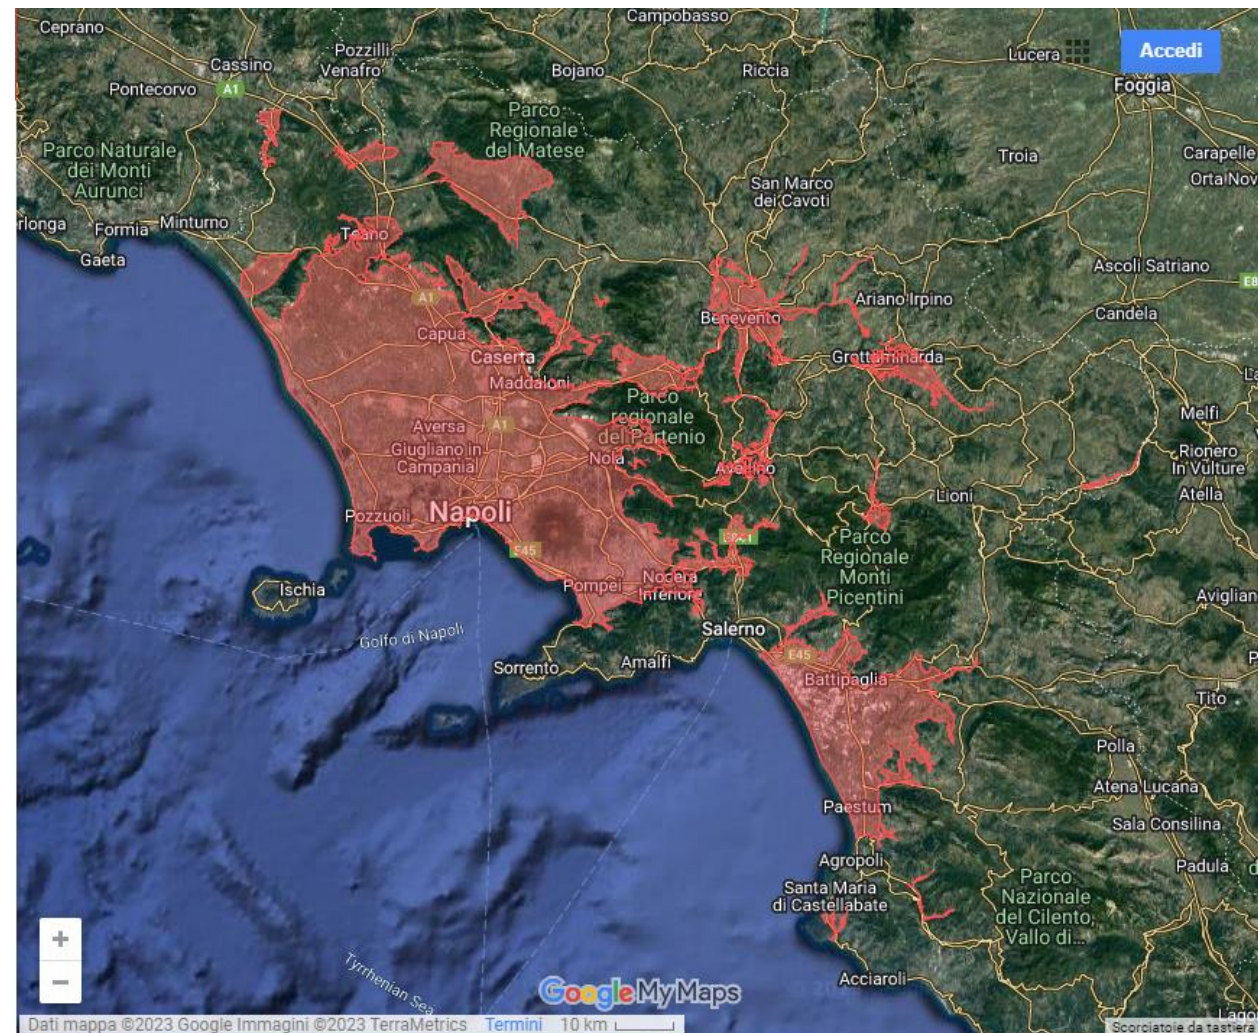 Ceprano
Campobasso
Pozzilli
Venafro
Lucera
Accedi
Cassino
Bojano
Riccia
Pontecorvo
A1
Foggia
Parco
Regionale
del Matese
Parco Naturale
dei Monti
Aurunci
Troia
Carapelle
Orta Nov
San Marco
dei Cavoti
rlonga
Formia
Minturno
Teano
Gaeta
Ascoli Satriano
E8
A1
Ariano Irpino
Candela
Benevento
Capua
Caserta
Grottaminarda
Maddaloni
La
Parco
regionale
del Partenio
Melfi
Aversa
A1
Giugliano in
Campania
Nola
Avellino
Rionero
In Vulture
Atella
Lioni
Pozzuoli
Napoli
E45
Parco
Regionale
Monti
Picentini
Ischia
Pompei
Nocera
Inferiore
Aviglian
Salerno
Golfo di Napoli
Sorrento
Amalfi
E45
Battipaglia
P
Tito
Polla
Atena Lucana
Paestum
Sala Consilina
Agropoli
Padula
d
Santa Maria
di Castellabate
Parco
Nazionale
del Cilento,
Vallo di...
+
−
Tyrrhenian Sea
Acciaroli
Google My Maps
Lago
Dati mappa ©2023 Google Immagini ©2023 TerraMetrics Termini 10 km
Scorciatoie da tastier